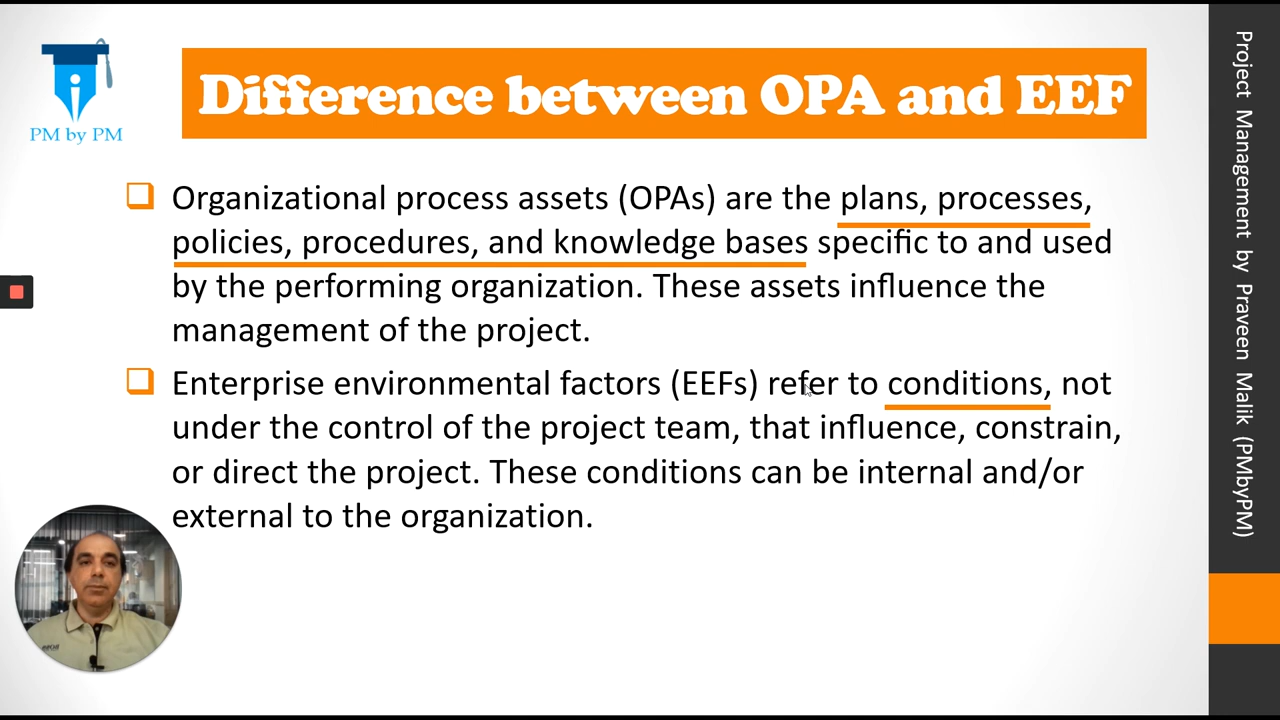 PM by PM
Difference between OPA and EEF
Organizational process assets (OPAs) are the plans, processes,
policies, procedures, and knowledge bases specific to and used
by the performing organization. These assets influence the
management of the project.
Enterprise environmental factors (EEFs) refer to conditions, not
under the control of the project team, that influence, constrain,
or direct the project. These conditions can be internal and/or
external to the organization.
Project Management by Praveen Malik (PMbyPM)